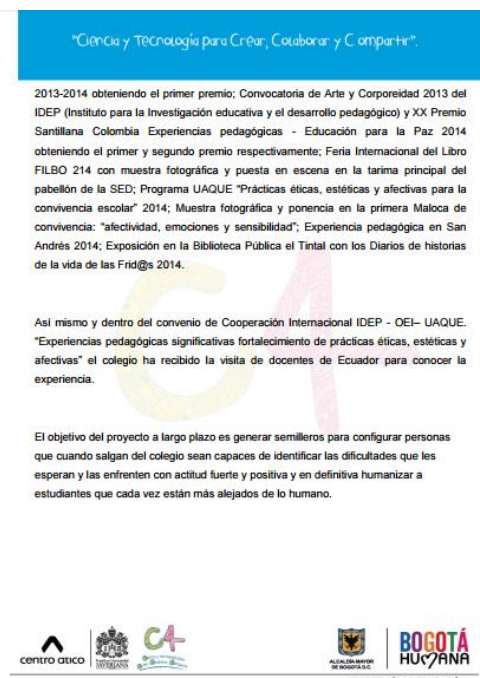 "Ciencia y Tecnología para Crear, Colaborar y C ompartir".
2013-2014 obteniendo el primer premio; Convocatoria de Arte y Corporeidad 2013 del
IDEP (Instituto para la Investigación educativa y el desarrollo pedagógico) y XX Premio
Santillana Colombia Experiencias pedagógicas - Educación para la Paz 2014
obteniendo el primer y segundo premio respectivamente; Feria Internacional del Libro
FILBO 214 con muestra fotográfica y puesta en escena en la tarima principal del
pabellón de la SED; Programa UAQUE "Prácticas éticas, estéticas y afectivas para la
convivencia escolar" 2014; Muestra fotográfica y ponencia en la primera Maloca de
convivencia: "afectividad, emociones y sensibilidad"; Experiencia pedagógica en San
Andrés 2014; Exposición en la Biblioteca Pública el Tintal con los Diarios de historias
de la vida de las Frid@s 2014.
Así mismo y dentro del convenio de Cooperación Internacional IDEP - OEI– UAQUE.
"Experiencias pedagógicas significativas fortalecimiento de prácticas éticas, estéticas y
afectivas" el colegio ha recibido la visita de docentes de Ecuador para conocer la
experiencia.
El objetivo del proyecto a largo plazo es generar semilleros para configurar personas
que cuando salgan del colegio sean capaces de identificar las dificultades que les
esperan y las enfrenten con actitud fuerte y positiva y en definitiva humanizar a
estudiantes que cada vez están más alejados de lo humano.
C4
centro atico
JAVERIANA
C4
ALCALDÍA MAYOR
DE BOGOTÁ D.C.
BOGOTÁ
HUMANA